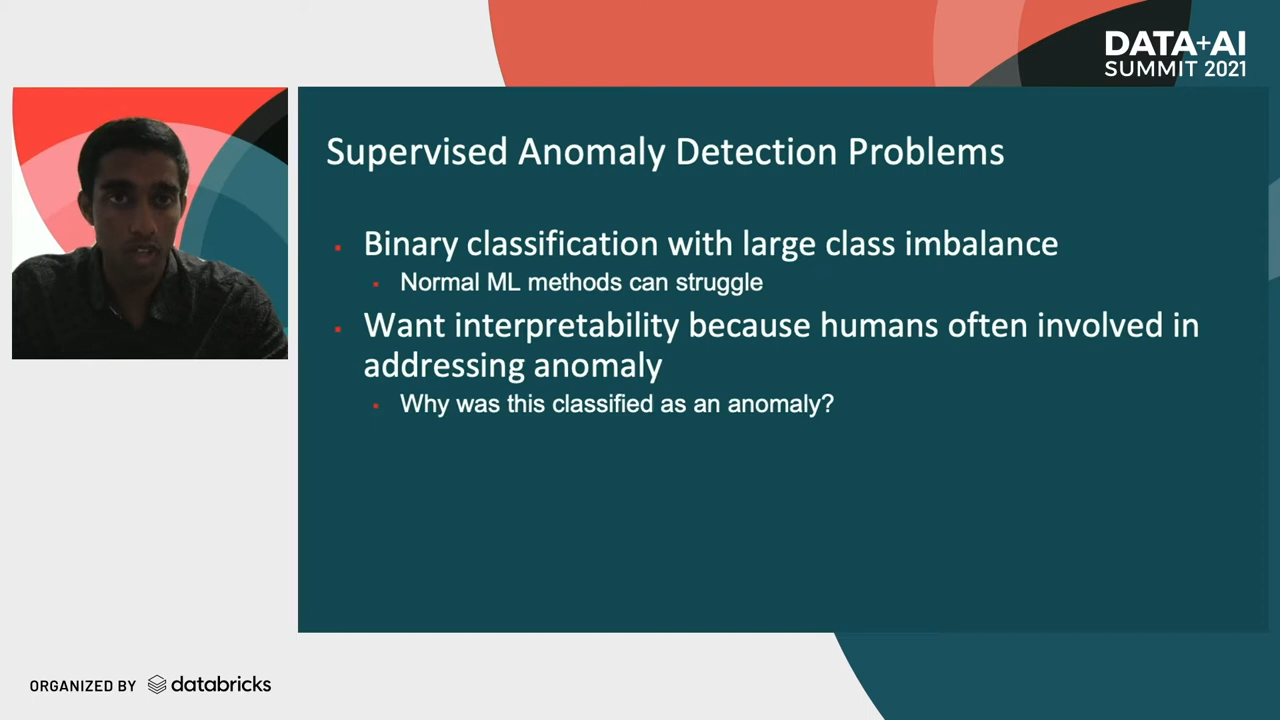 DATA+AI
SUMMIT 2021
Supervised Anomaly Detection Problems
Binary classification with large class imbalance
Normal ML methods can struggle
Want interpretability because humans often involved in
addressing anomaly
Why was this classified as an anomaly?
ORGANIZED BY databricks